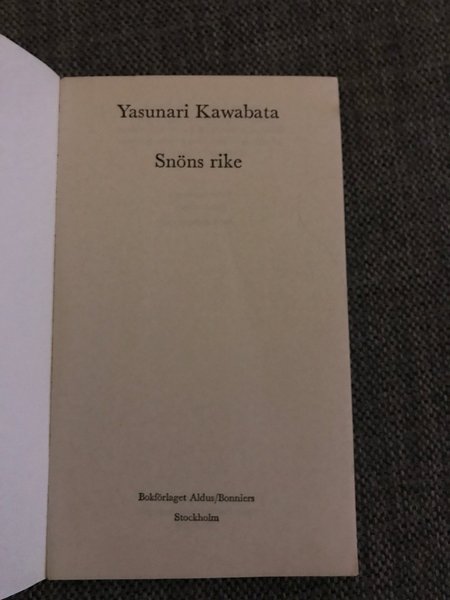 Yasunari Kawabata
Snöns rike
Bokförlaget Aldus/Bonniers
Stockholm